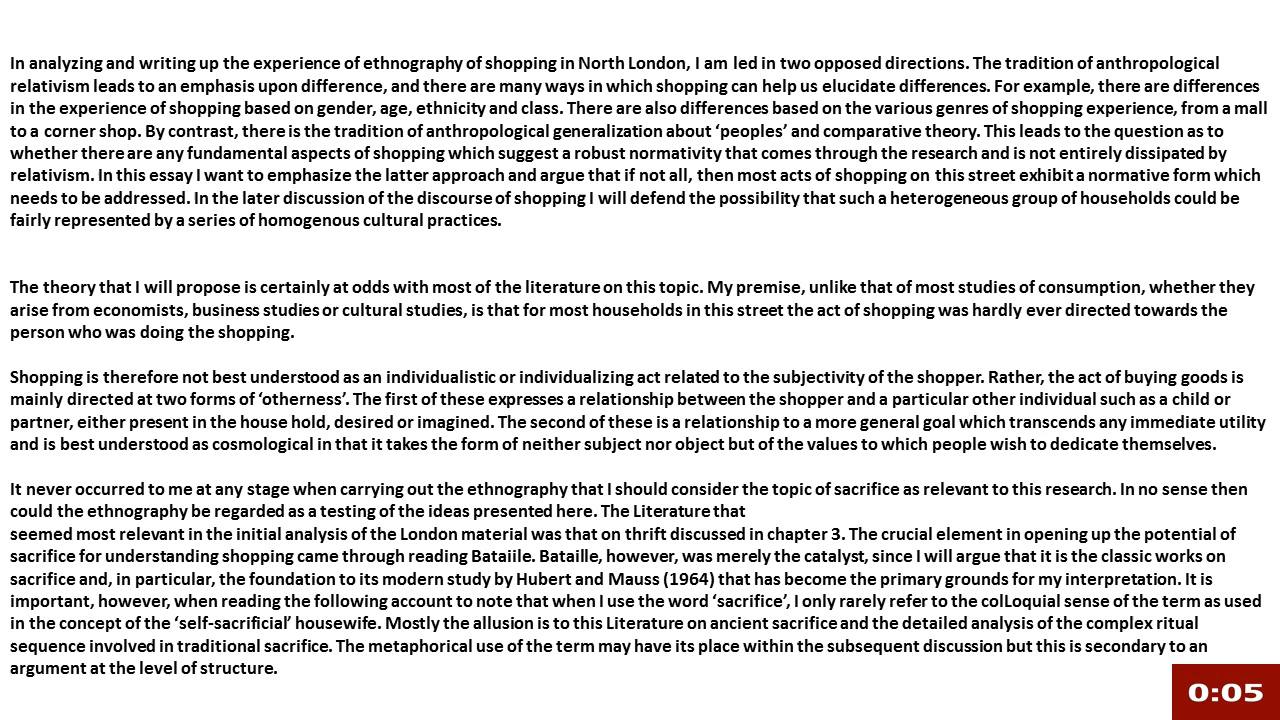 In analyzing and writing up the experience of ethnography of shopping in North London, I am led in two opposed directions. The tradition of anthropological
relativism leads to an emphasis upon difference, and there are many ways in which shopping can help us elucidate differences. For example, there are differences
in the experience of shopping based on gender, age, ethnicity and class. There are also differences based on the various genres of shopping experience, from a mall
to a corner shop. By contrast, there is the tradition of anthropological generalization about ‘peoples’ and comparative theory. This leads to the question as to
whether there are any fundamental aspects of shopping which suggest a robust normativity that comes through the research and is not entirely dissipated by
relativism. In this essay I want to emphasize the latter approach and argue that if not all, then most acts of shopping on this street exhibit a normative form which
needs to be addressed. In the later discussion of the discourse of shopping I will defend the possibility that such a heterogeneous group of households could be
fairly represented by a series of homogenous cultural practices.
The theory that I will propose is certainly at odds with most of the literature on this topic. My premise, unlike that of most studies of consumption, whether they
arise from economists, business studies or cultural studies, is that for most households in this street the act of shopping was hardly ever directed towards the
person who was doing the shopping.
Shopping is therefore not best understood as an individualistic or individualizing act related to the subjectivity of the shopper. Rather, the act of buying goods is
mainly directed at two forms of ‘otherness’. The first of these expresses a relationship between the shopper and a particular other individual such as a child or
partner, either present in the house hold, desired or imagined. The second of these is a relationship to a more general goal which transcends any immediate utility
and is best understood as cosmological in that it takes the form of neither subject nor object but of the values to which people wish to dedicate themselves.
It never occurred to me at any stage when carrying out the ethnography that I should consider the topic of sacrifice as relevant to this research. In no sense then
could the ethnography be regarded as a testing of the ideas presented here. The Literature that
seemed most relevant in the initial analysis of the London material was that on thrift discussed in chapter 3. The crucial element in opening up the potential of
sacrifice for understanding shopping came through reading Bataiile. Bataille, however, was merely the catalyst, since I will argue that it is the classic works on
sacrifice and, in particular, the foundation to its modern study by Hubert and Mauss (1964) that has become the primary grounds for my interpretation. It is
important, however, when reading the following account to note that when I use the word ‘sacrifice’, I only rarely refer to the colLoquial sense of the term as used
in the concept of the ‘self-sacrificial’ housewife. Mostly the allusion is to this Literature on ancient sacrifice and the detailed analysis of the complex ritual
sequence involved in traditional sacrifice. The metaphorical use of the term may have its place within the subsequent discussion but this is secondary to an
argument at the level of structure.
0:05